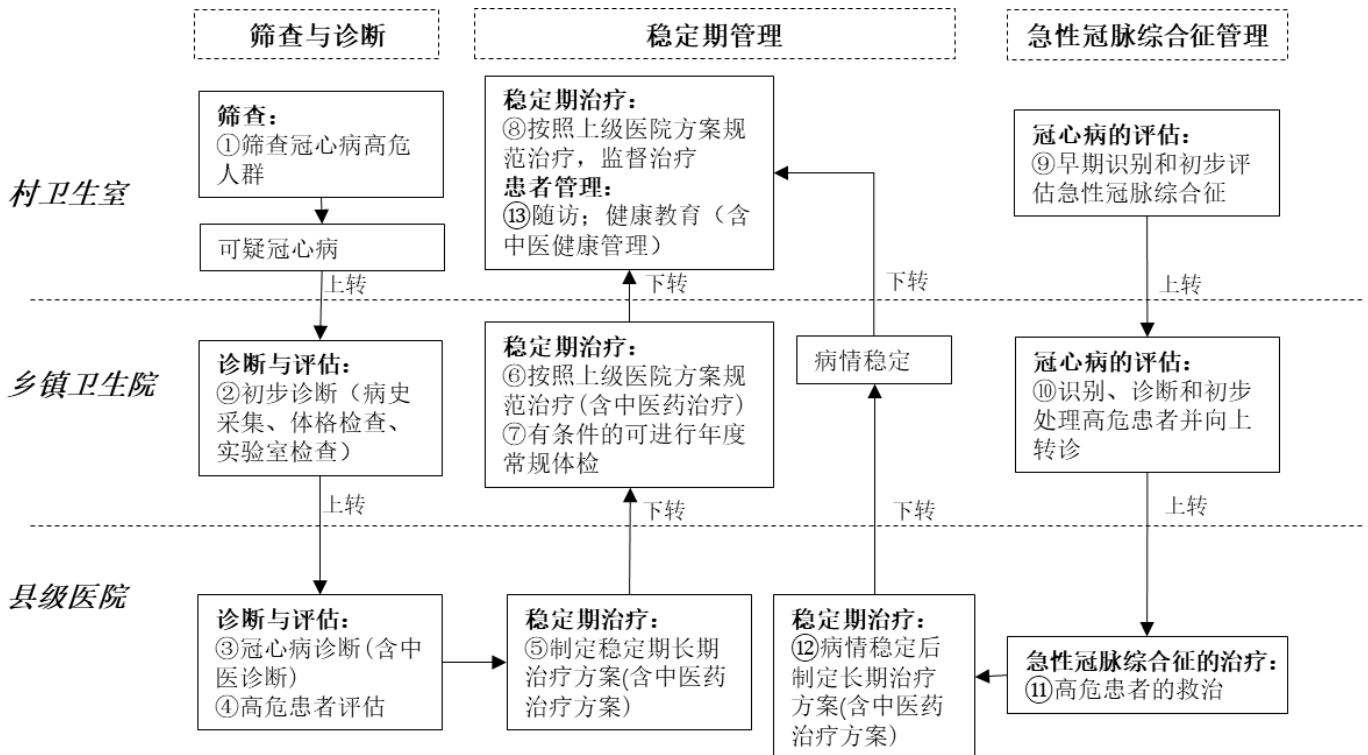 筛查与诊断
稳定期管理
急性冠脉综合征管理
村卫生室
筛查：
①筛查冠心病高危
人群
可疑冠心病
上转
稳定期治疗：
⑧按照上级医院方案规
范治疗，监督治疗
患者管理：
⑬随访；健康教育（含
中医健康管理）
下转
下转
冠心病的评估：
⑨早期识别和初步评
估急性冠脉综合征
上转
乡镇卫生院
诊断与评估：
②初步诊断（病史
采集、体格检查、
实验室检查）
上转
稳定期治疗：
⑥按照上级医院方案规
范治疗(含中医药治疗)
⑦有条件的可进行年度
常规体检
下转
病情稳定
下转
冠心病的评估：
⑩识别、诊断和初步
处理高危患者并向上
转诊
上转
县级医院
诊断与评估：
③冠心病诊断(含中
医诊断)
④高危患者评估
稳定期治疗：
⑤制定稳定期长期
治疗方案(含中医药
治疗方案）
稳定期治疗：
⑫病情稳定后
制定长期治疗
方案(含中医药
治疗方案）
急性冠脉综合征的治疗：
⑪高危患者的救治